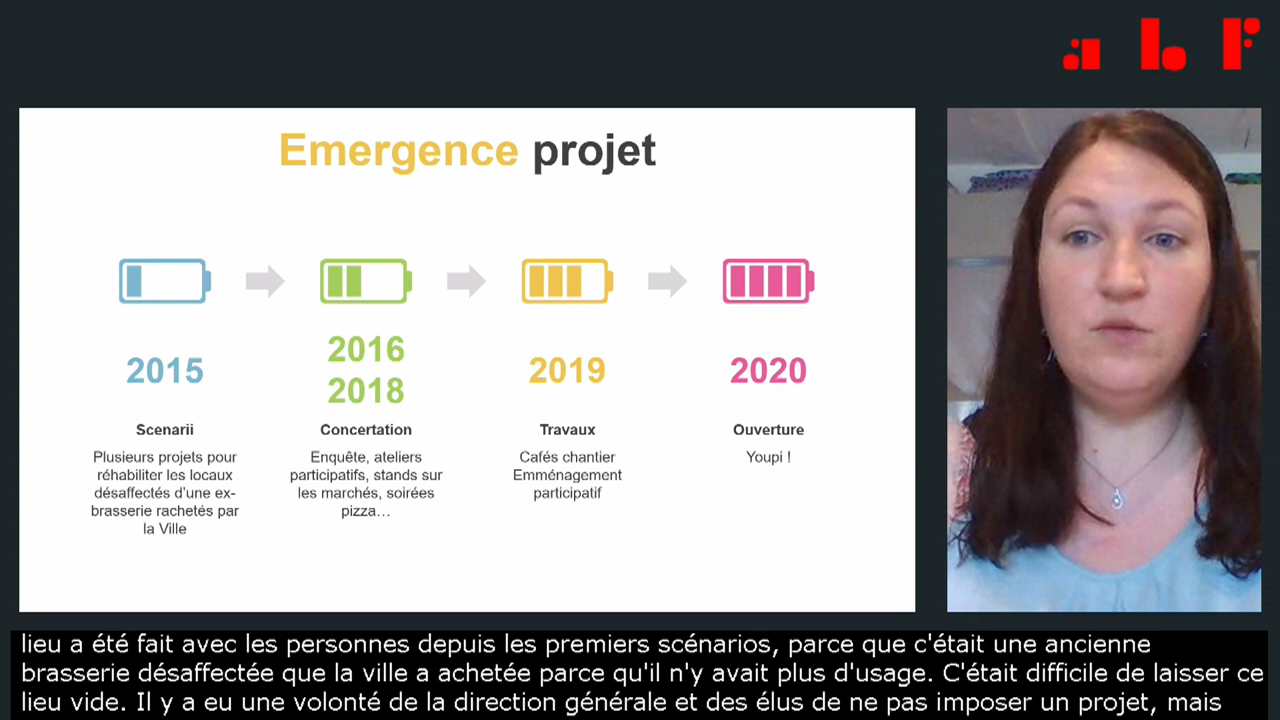 abf
Emergence projet
2015
2016
2018
2019
2020
Scenarii
Concertation
Travaux
Ouverture
Plusieurs projets pour
réhabiliter les locaux
désaffectés d'une ex-
brasserie rachetés par
la Ville
Enquête, ateliers
participatifs, stands sur
les marchés, soirées
pizza…
Cafés chantier
Emménagement
participatif
Youpi !
lieu a été fait avec les personnes depuis les premiers scénarios, parce que c'était une ancienne
brasserie désaffectée que la ville a achetée parce qu'il n'y avait plus d'usage. C'était difficile de laisser ce
lieu vide. Il y a eu une volonté de la direction générale et des élus de ne pas imposer un projet, mais